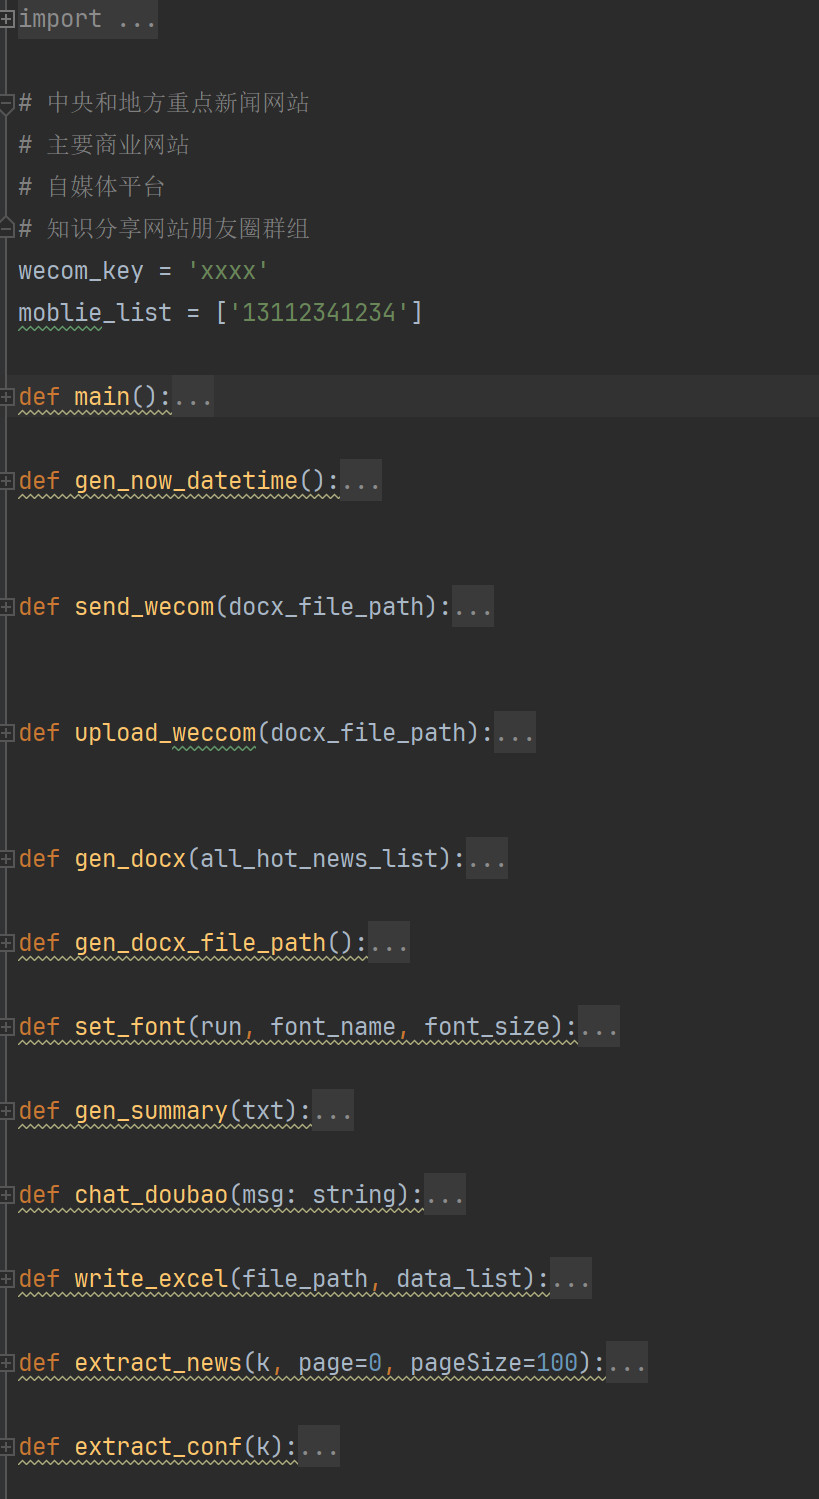 import ...
# 中央和地方重点新闻网站
# 主要商业网站
# 自媒体平台
# 知识分享网站朋友圈群组
wecom_key = 'xxxx'
moblie_list = ['13112341234']
def main():...
def gen_now_datetime():...
def send_wecom(docx_file_path):...
def upload_weccom(docx_file_path):...
def gen_docx(all_hot_news_list):...
def gen_docx_file_path():...
def set_font(run, font_name, font_size):...
def gen_summary(txt):...
def chat_doubao(msg: string):...
def write_excel(file_path, data_list):...
def extract_news(k, page=0, pageSize=100):...
def extract_conf(k):...